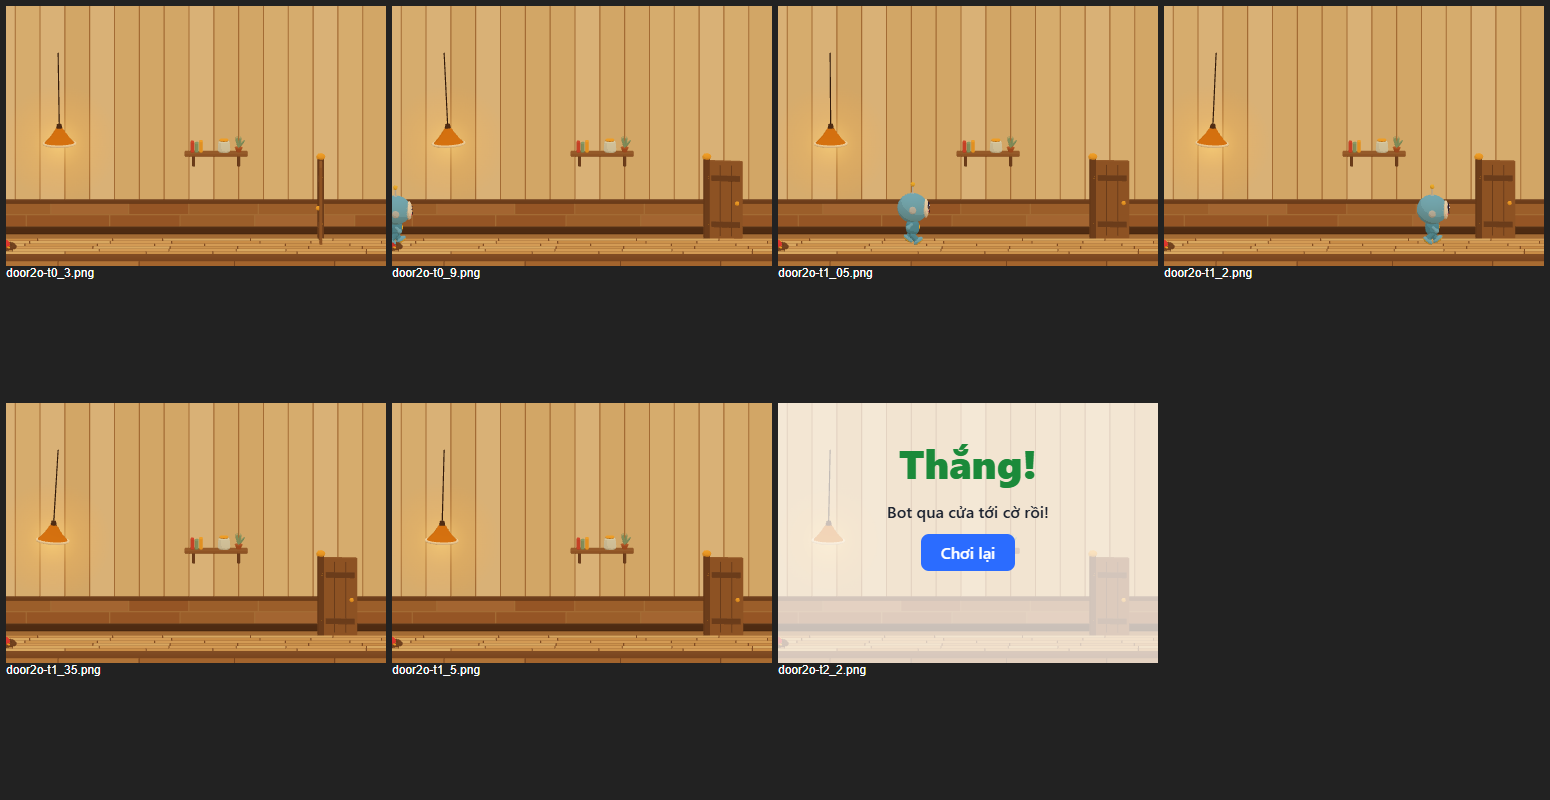 door2o-t0_3.png
door2o-t0_9.png
door2o-t1_05.png
door2o-t1_2.png
Thắng!
Bot qua cửa tới cờ rồi!
Chơi lại
door2o-t1_35.png
door2o-t1_5.png
door2o-t2_2.png